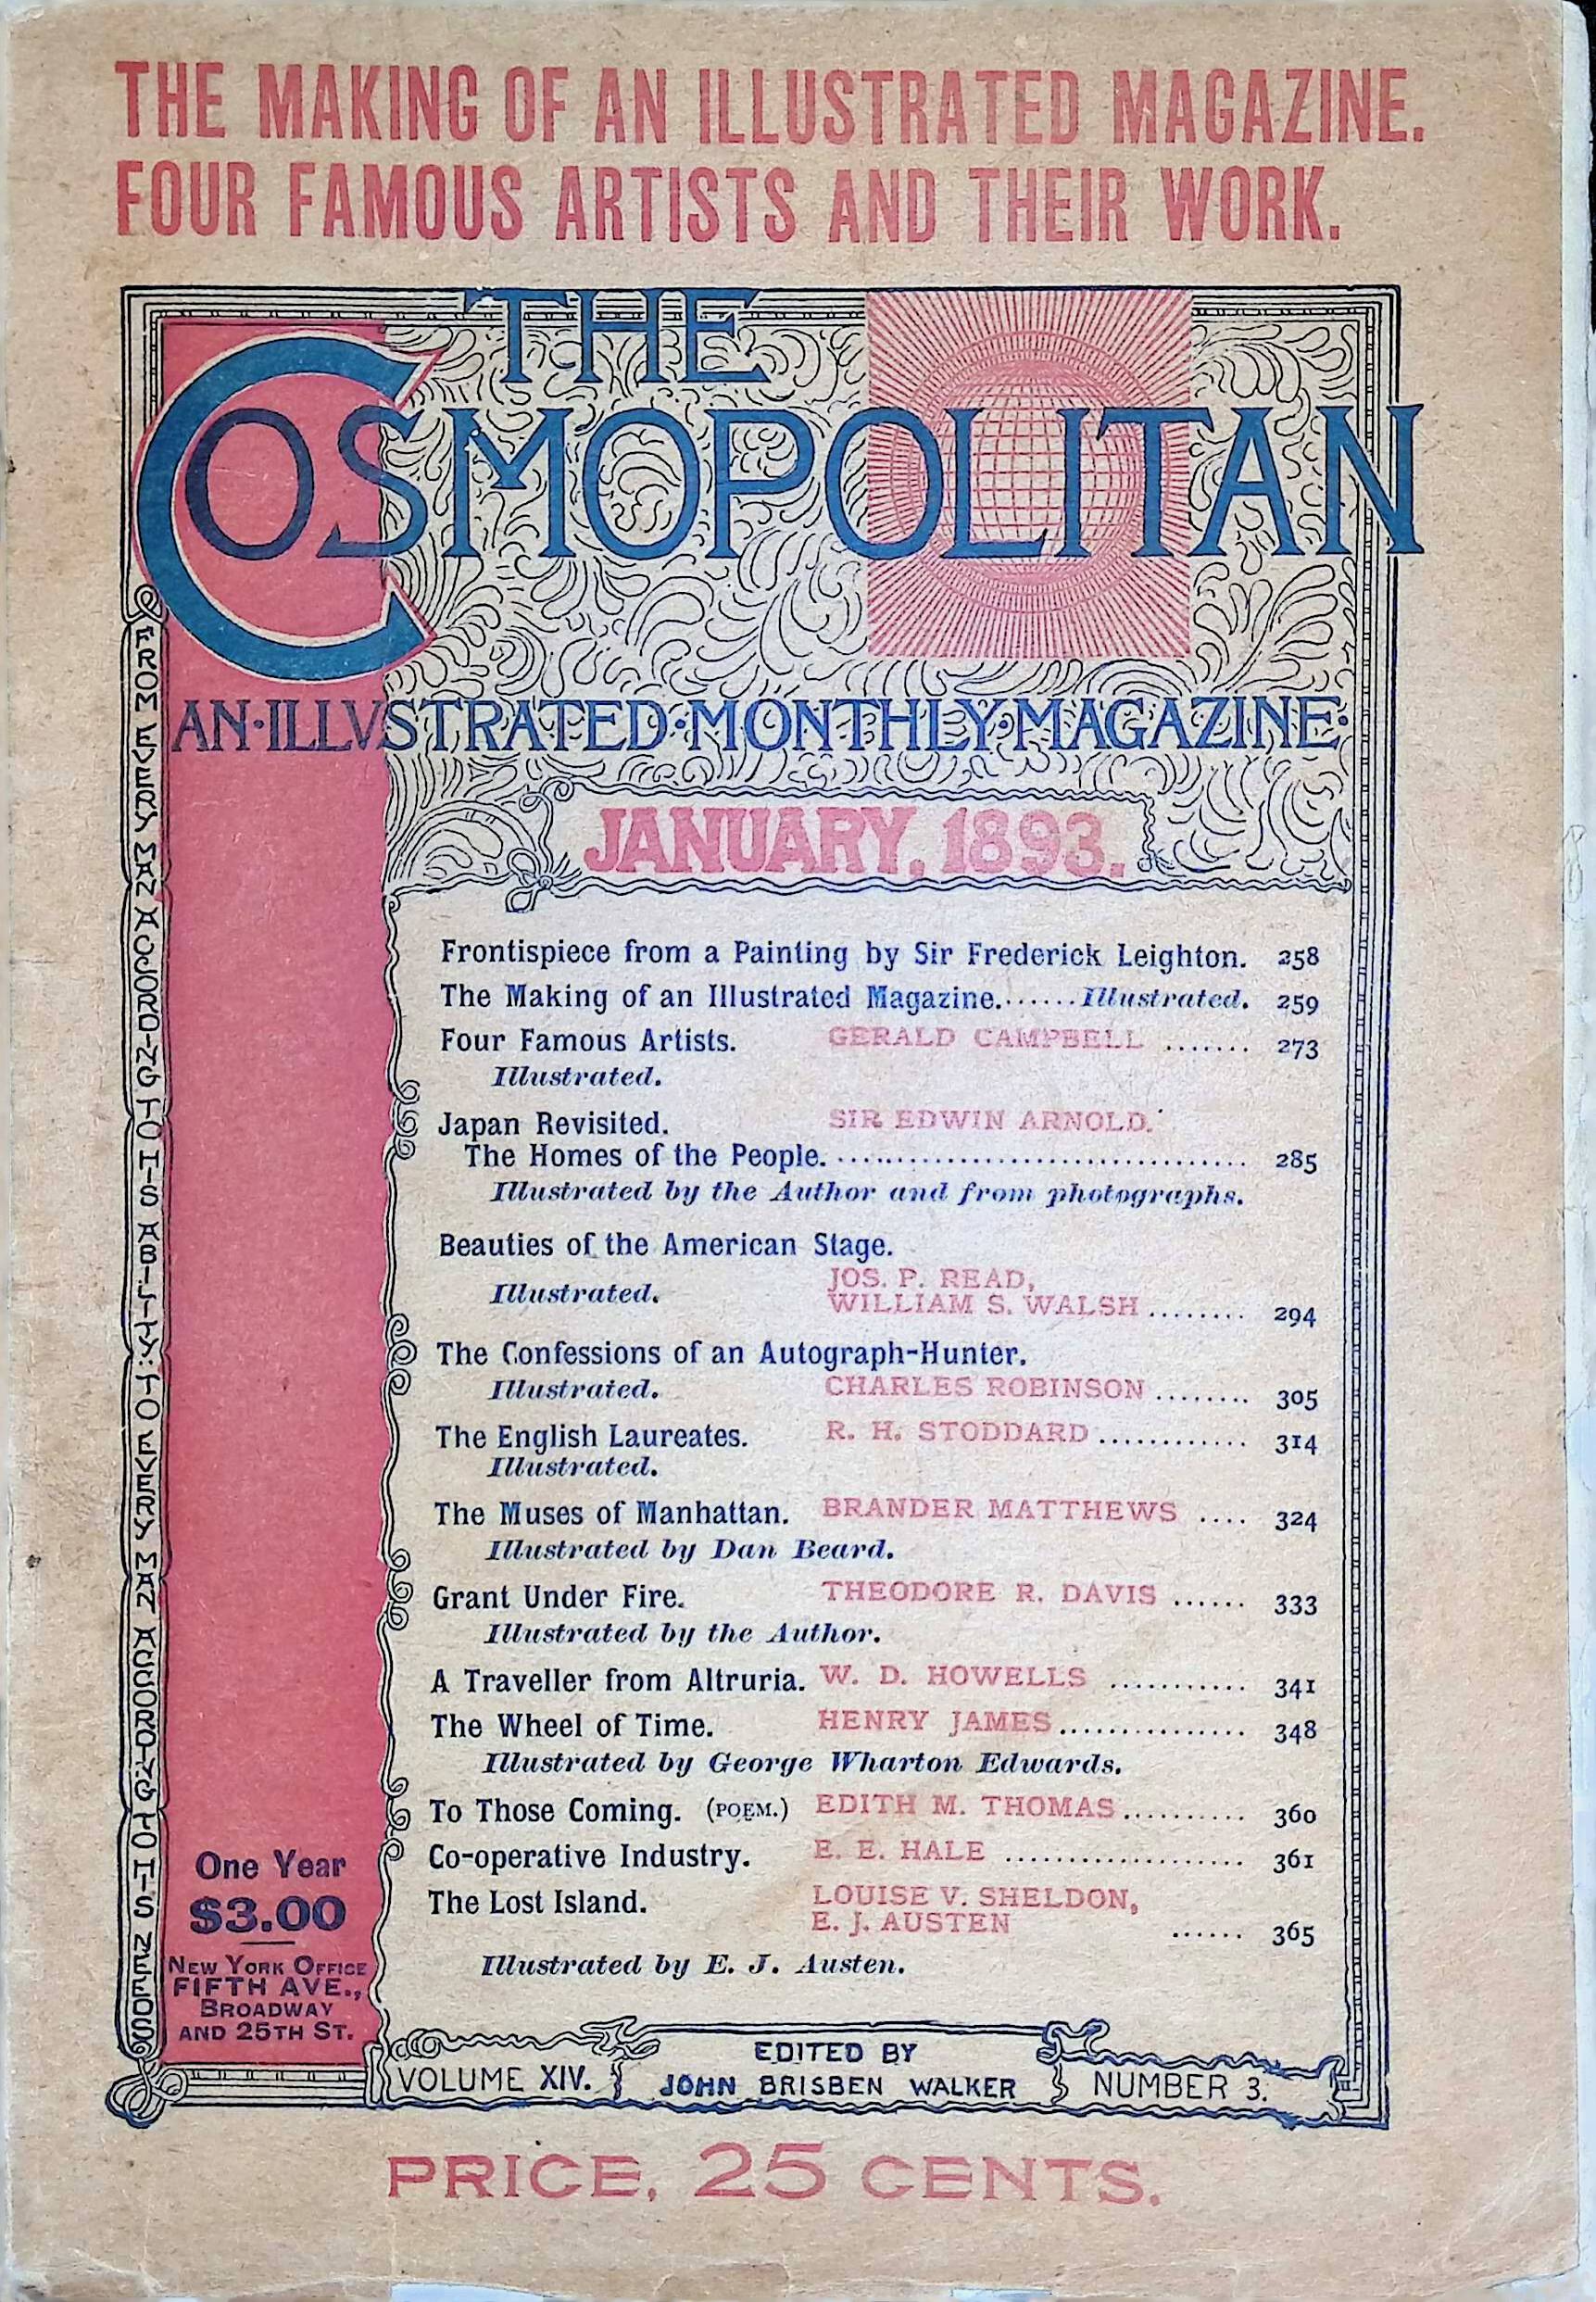 THE MAKING OF AN ILLUSTRATED MAGAZINE.
FOUR FAMOUS ARTISTS AND THEIR WORK.
THE
COSMOPOLITAN
AN·ILLVSTRATED·MONTHLY·MAGAZINE:
JANUARY, 1893.
FROM EVERY MAN ACCORDING TO HIS ABILITY: TO EVERY MAN ACCORDING TO HIS NEEDS
Frontispiece from a Painting by Sir Frederick Leighton. 258
The Making of an Illustrated Magazine.......Illustrated. 259
Four Famous Artists. GERALD CAMPBELL ....... 273
Illustrated.
Japan Revisited. SIR EDWIN ARNOLD.
The Homes of the People. .................................. 285
Illustrated by the Author and from photographs.
Beauties of the American Stage.
Illustrated. JOS. P. READ,
WILLIAM S. WALSH ........ 294
The Confessions of an Autograph-Hunter.
Illustrated. CHARLES ROBINSON ........ 305
The English Laureates. R. H. STODDARD ............ 314
Illustrated.
The Muses of Manhattan. BRANDER MATTHEWS .... 324
Illustrated by Dan Beard.
Grant Under Fire. THEODORE R. DAVIS ...... 333
Illustrated by the Author.
A Traveller from Altruria. W. D. HOWELLS ........... 341
The Wheel of Time. HENRY JAMES ............... 348
Illustrated by George Wharton Edwards.
To Those Coming. (POEM.) EDITH M. THOMAS .......... 360
Co-operative Industry. E. E. HALE ................... 361
The Lost Island. LOUISE V. SHELDON,
E. J. AUSTEN ...... 365
Illustrated by E. J. Austen.
One Year
$3.00
NEW YORK OFFICE
FIFTH AVE.,
BROADWAY
AND 25TH ST.
VOLUME XIV.
EDITED BY
JOHN BRISBEN WALKER
NUMBER 3.
PRICE, 25 CENTS.